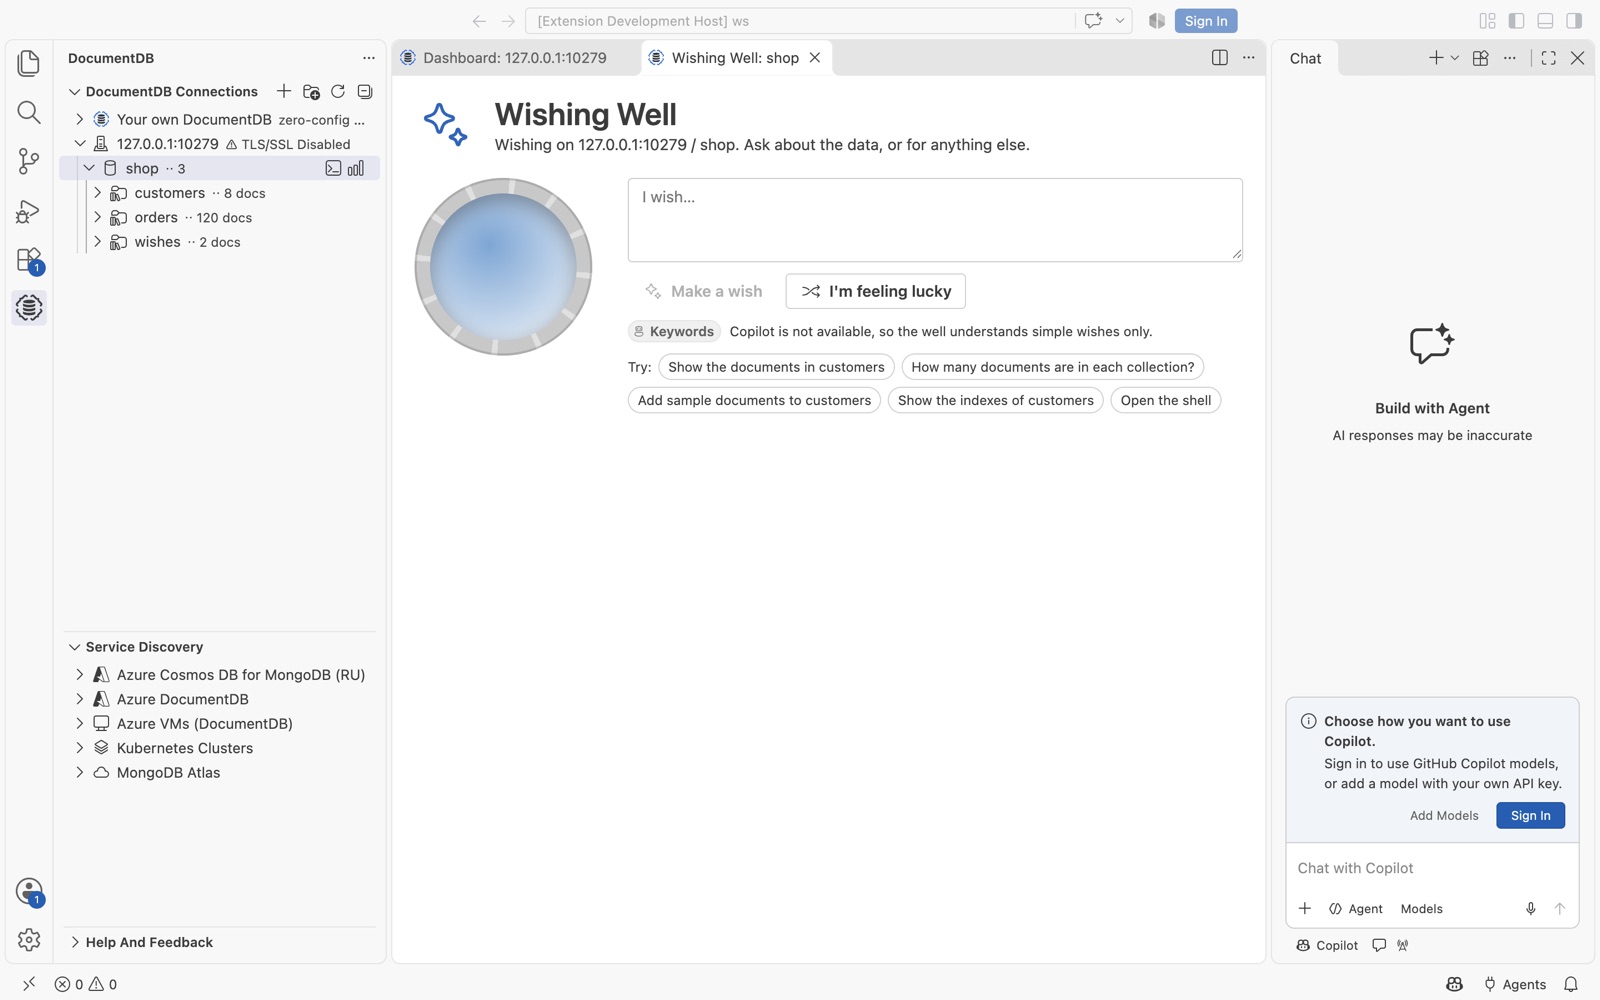 [Extension Development Host] ws
Sign In
DocumentDB
DocumentDB Connections
Your own DocumentDB zero-config ...
127.0.0.1:10279 TLS/SSL Disabled
shop ·· 3
customers ·· 8 docs
orders ·· 120 docs
wishes ·· 2 docs
1
Service Discovery
Azure Cosmos DB for MongoDB (RU)
Azure DocumentDB
Azure VMs (DocumentDB)
Kubernetes Clusters
MongoDB Atlas
Help And Feedback
1
Dashboard: 127.0.0.1:10279
Wishing Well: shop
Wishing Well
Wishing on 127.0.0.1:10279 / shop. Ask about the data, or for anything else.
I wish...
Make a wish
I'm feeling lucky
Keywords Copilot is not available, so the well understands simple wishes only.
Try: Show the documents in customers How many documents are in each collection?
Add sample documents to customers Show the indexes of customers Open the shell
Chat
Build with Agent
AI responses may be inaccurate
Choose how you want to use
Copilot.
Sign in to use GitHub Copilot models,
or add a model with your own API key.
Add Models Sign In
Chat with Copilot
Agent Models
Copilot
0 0
Agents